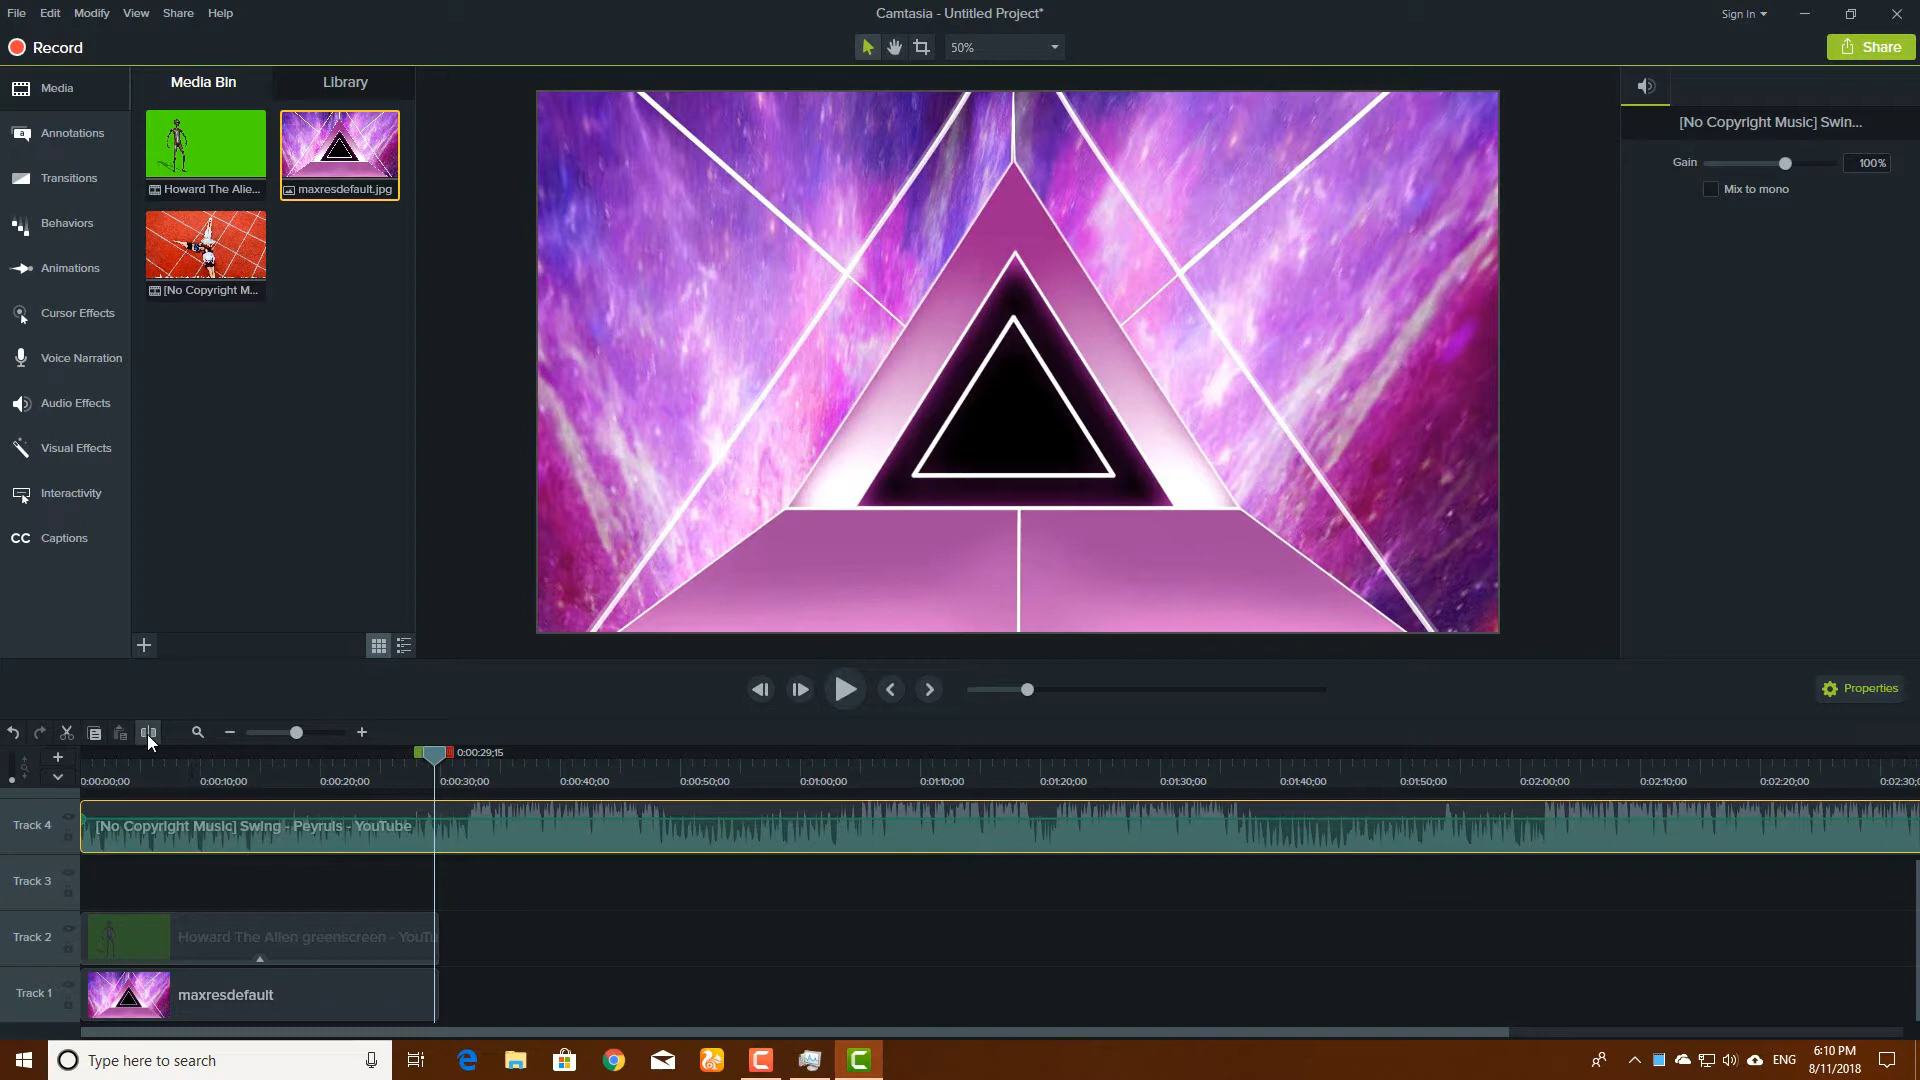 File Edit Modify View Share Help
Camtasia - Untitled Project*
Sign In
Record
50%
Share
Media
Media Bin
Library
Annotations
Transitions
Behaviors
Animations
Cursor Effects
Voice Narration
Audio Effects
Visual Effects
Interactivity
CC Captions
Howard The Alie...
maxresdefault.jpg
[No Copyright M...
[No Copyright Music] Swin...
Gain 100%
Mix to mono
Properties
0:00:29;15
0:00:00;00 0:00:10;00 0:00:20;00 0:00:30;00 0:00:40;00 0:00:50;00 0:01:00;00 0:01:10;00 0:01:20;00 0:01:30;00 0:01:40;00 0:01:50;00 0:02:00;00 0:02:10;00 0:02:20;00 0:02:30;0
Track 4
[No Copyright Music] Swing - Peyruis - YouTube
Track 3
Track 2
Howard The Alien greenscreen - YouTu
Track 1
maxresdefault
Type here to search
ENG
6:10 PM
8/11/2018